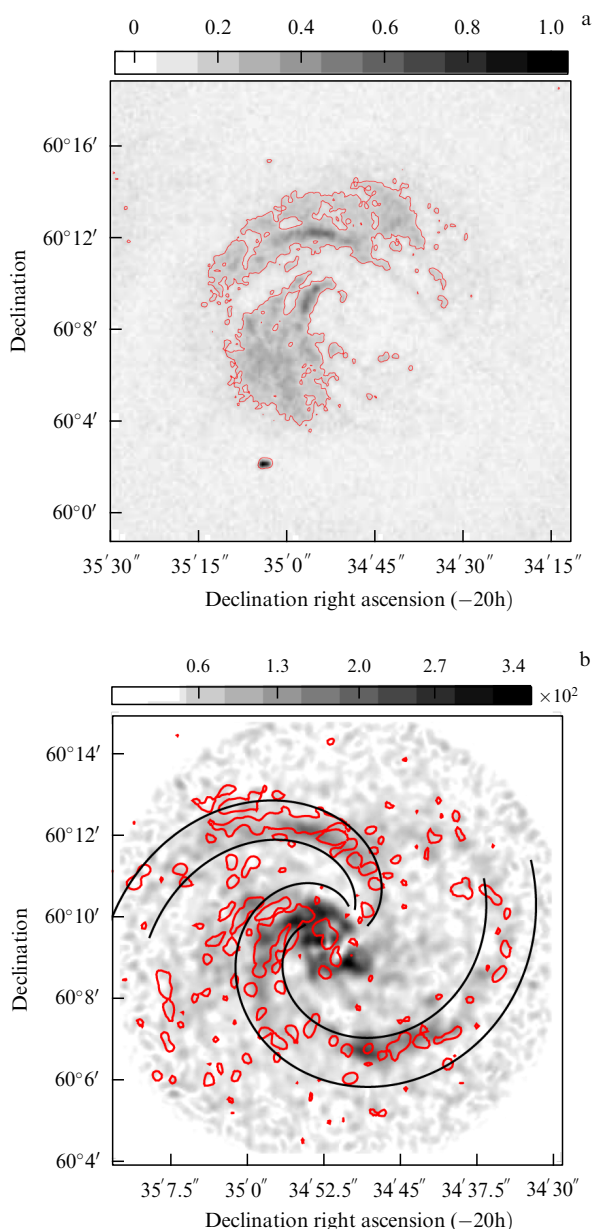 0 0.2 0.4 0.6 0.8 1.0 a
60°16′
60°12′
60°8′
60°4′
60°0′
Declination
35′30″ 35′15″ 35′0″ 34′45″ 34′30″ 34′15″
Declination right ascension (−20h)
0.6 1.3 2.0 2.7 3.4 b
×10²
60°14′
60°12′
60°10′
60°8′
60°6′
60°4′
Declination
35′7.5″ 35′0″ 34′52.5″ 34′45″ 34′37.5″ 34′30″
Declination right ascension (−20h)